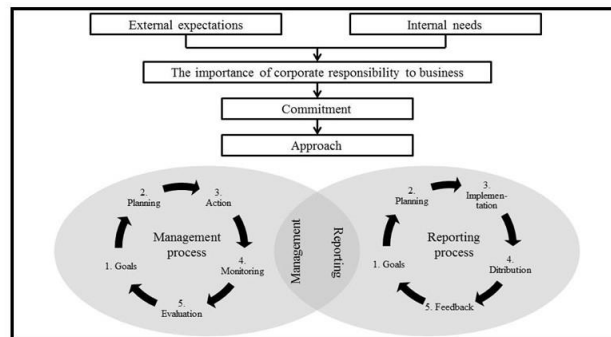 External expectations
Internal needs
The importance of corporate responsibility to business
Commitment
Approach
2.
Planning
3.
Action
Management
process
1. Goals
4.
Monitoring
5.
Evaluation
Management
Reporting
2.
Planning
3.
Implemen-
tation
Reporting
process
1. Goals
4.
Ditribution
5. Feedback